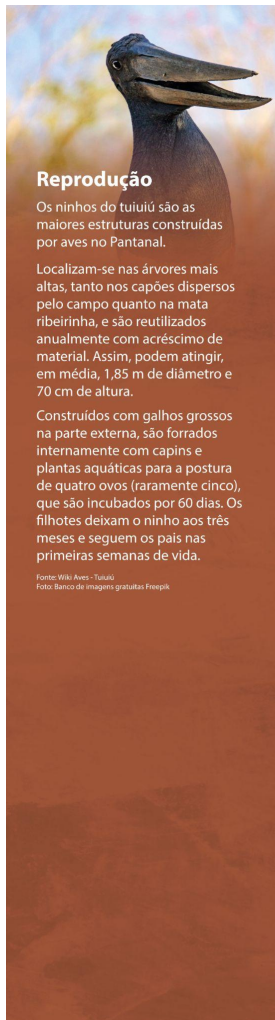 Reprodução
Os ninhos do tuiuiú são as
maiores estruturas construídas
por aves no Pantanal.
Localizam-se nas árvores mais
altas, tanto nos capões dispersos
pelo campo quanto na mata
ribeirinha, e são reutilizados
anualmente com acréscimo de
material. Assim, podem atingir,
em média, 1,85 m de diâmetro e
70 cm de altura.
Construídos com galhos grossos
na parte externa, são forrados
internamente com capins e
plantas aquáticas para a postura
de quatro ovos (raramente cinco),
que são incubados por 60 dias. Os
filhotes deixam o ninho aos três
meses e seguem os pais nas
primeiras semanas de vida.
Fonte: Wiki Aves - Tuiuiú
Foto: Banco de imagens gratuitas Freepik